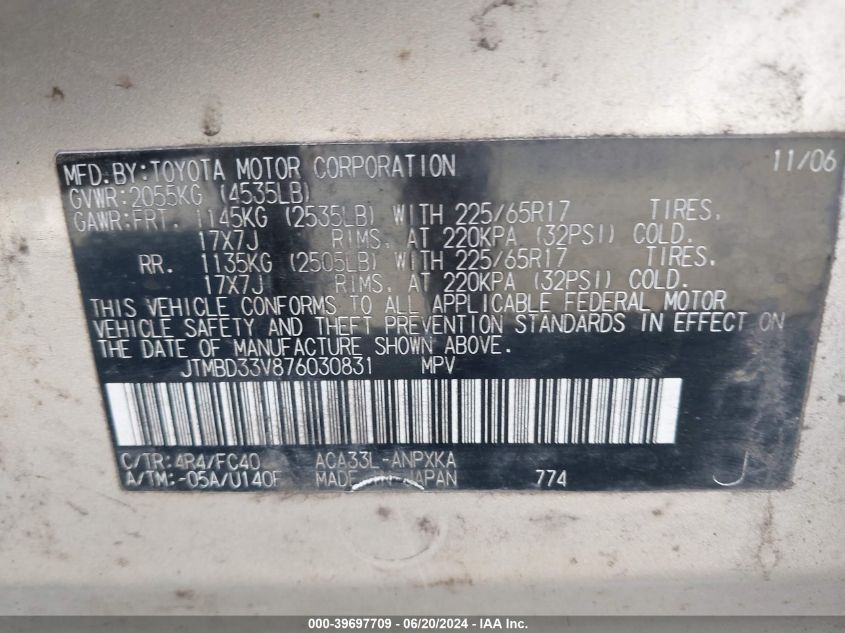 MFD.BY:TOYOTA MOTOR CORPORATION 11/06
GVWR:2055KG (4535LB)
GAWR:FRT. 1145KG (2535LB) WITH 225/65R17 TIRES.
17X7J RIMS, AT 220KPA (32PSI) COLD.
RR. 1135KG (2505LB) WITH 225/65R17 TIRES.
17X7J RIMS, AT 220KPA (32PSI) COLD.
THIS VEHICLE CONFORMS TO ALL APPLICABLE FEDERAL MOTOR
VEHICLE SAFETY AND THEFT PREVENTION STANDARDS IN EFFECT ON
THE DATE OF MANUFACTURE SHOWN ABOVE.
JTMBD33V876030831 MPV
C/TR:4R4/FC40 ACA33L-ANPXKA
A/TM:-05A/U140F MADE IN JAPAN 774 J
000-39697709 - 06/20/2024 - IAA Inc.